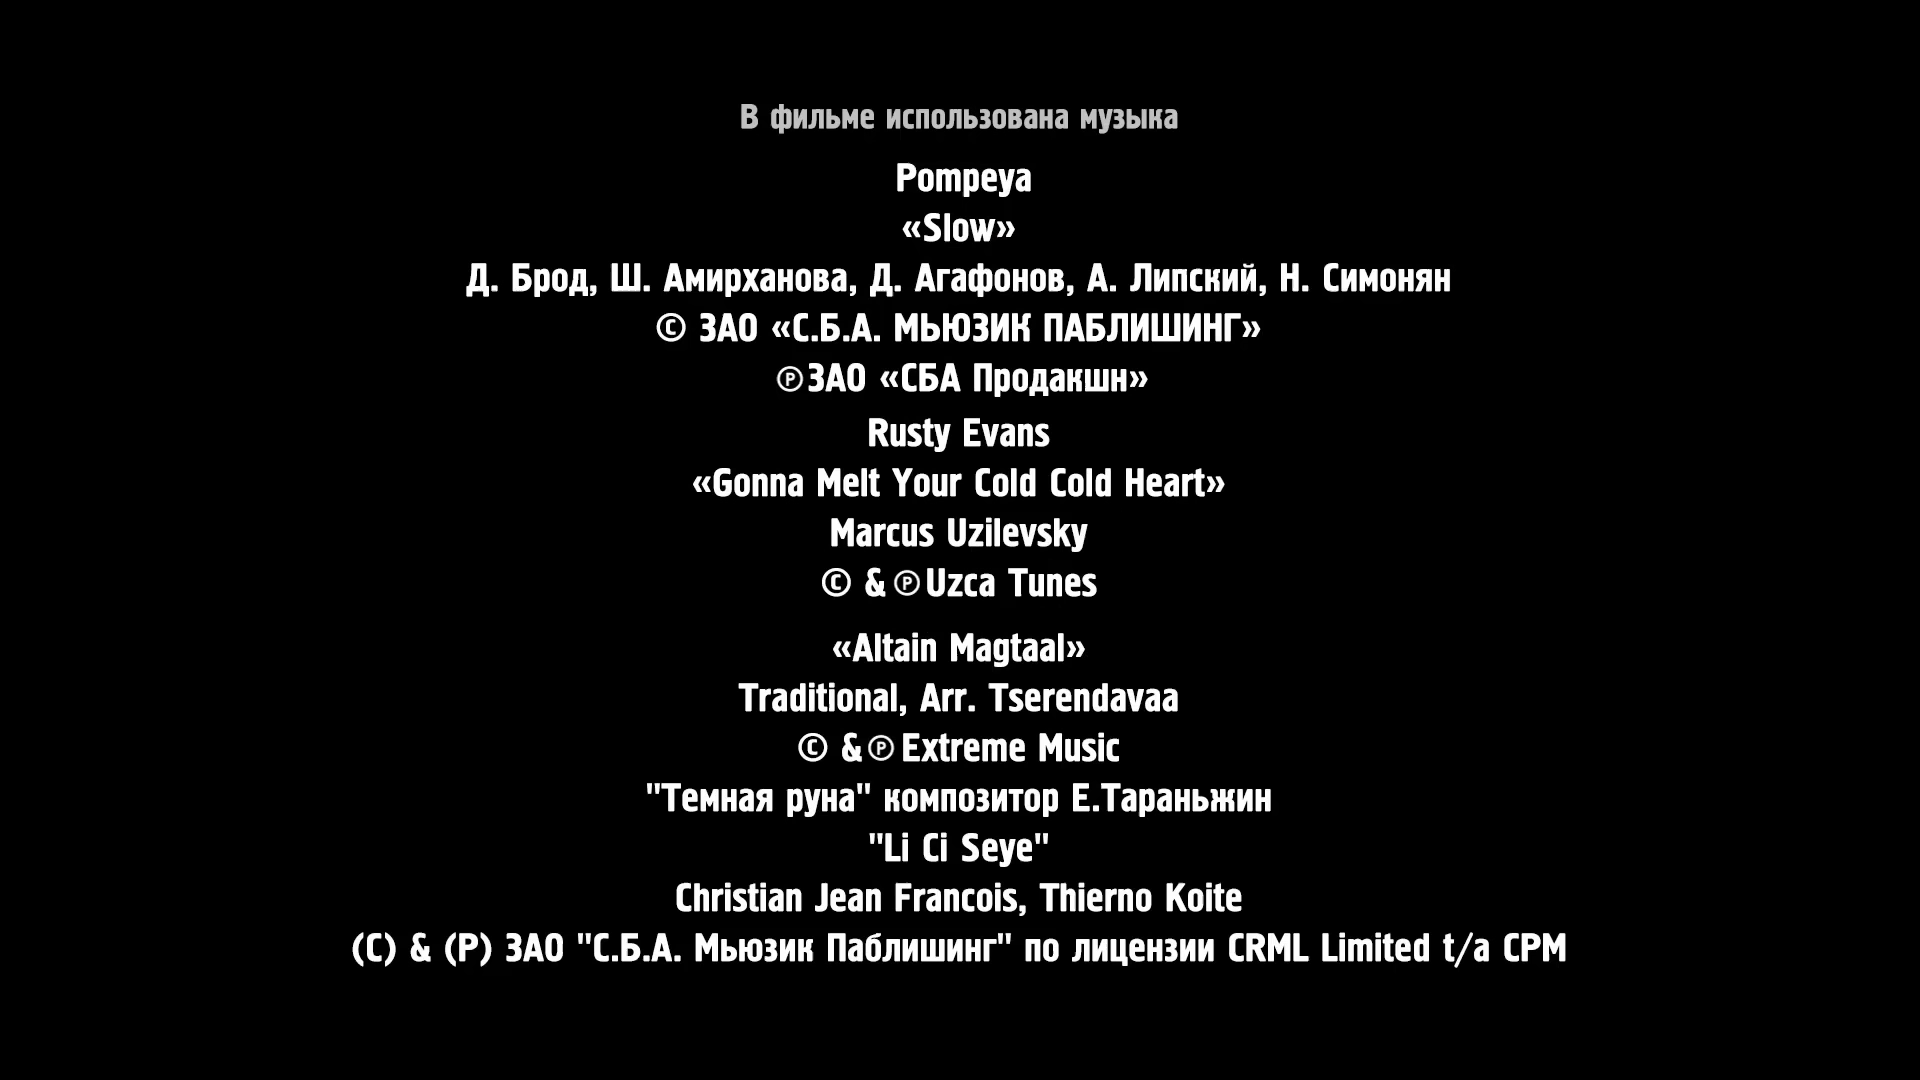 В фильме использована музыка
Pompeya
«Slow»
Д. Брод, Ш. Амирханова, Д. Агафонов, А. Липский, Н. Симонян
© ЗАО «С.Б.А. МЬЮЗИК ПАБЛИШИНГ»
℗ЗАО «СБА Продакшн»
Rusty Evans
«Gonna Melt Your Cold Cold Heart»
Marcus Uzilevsky
© & ℗ Uzca Tunes
«Altain Magtaal»
Traditional, Arr. Tserendavaa
© & ℗ Extreme Music
"Темная руна" композитор Е.Тараньжин
"Li Ci Seye"
Christian Jean Francois, Thierno Koite
(C) & (P) ЗАО "С.Б.А. Мьюзик Паблишинг" по лицензии CRML Limited t/a CPM